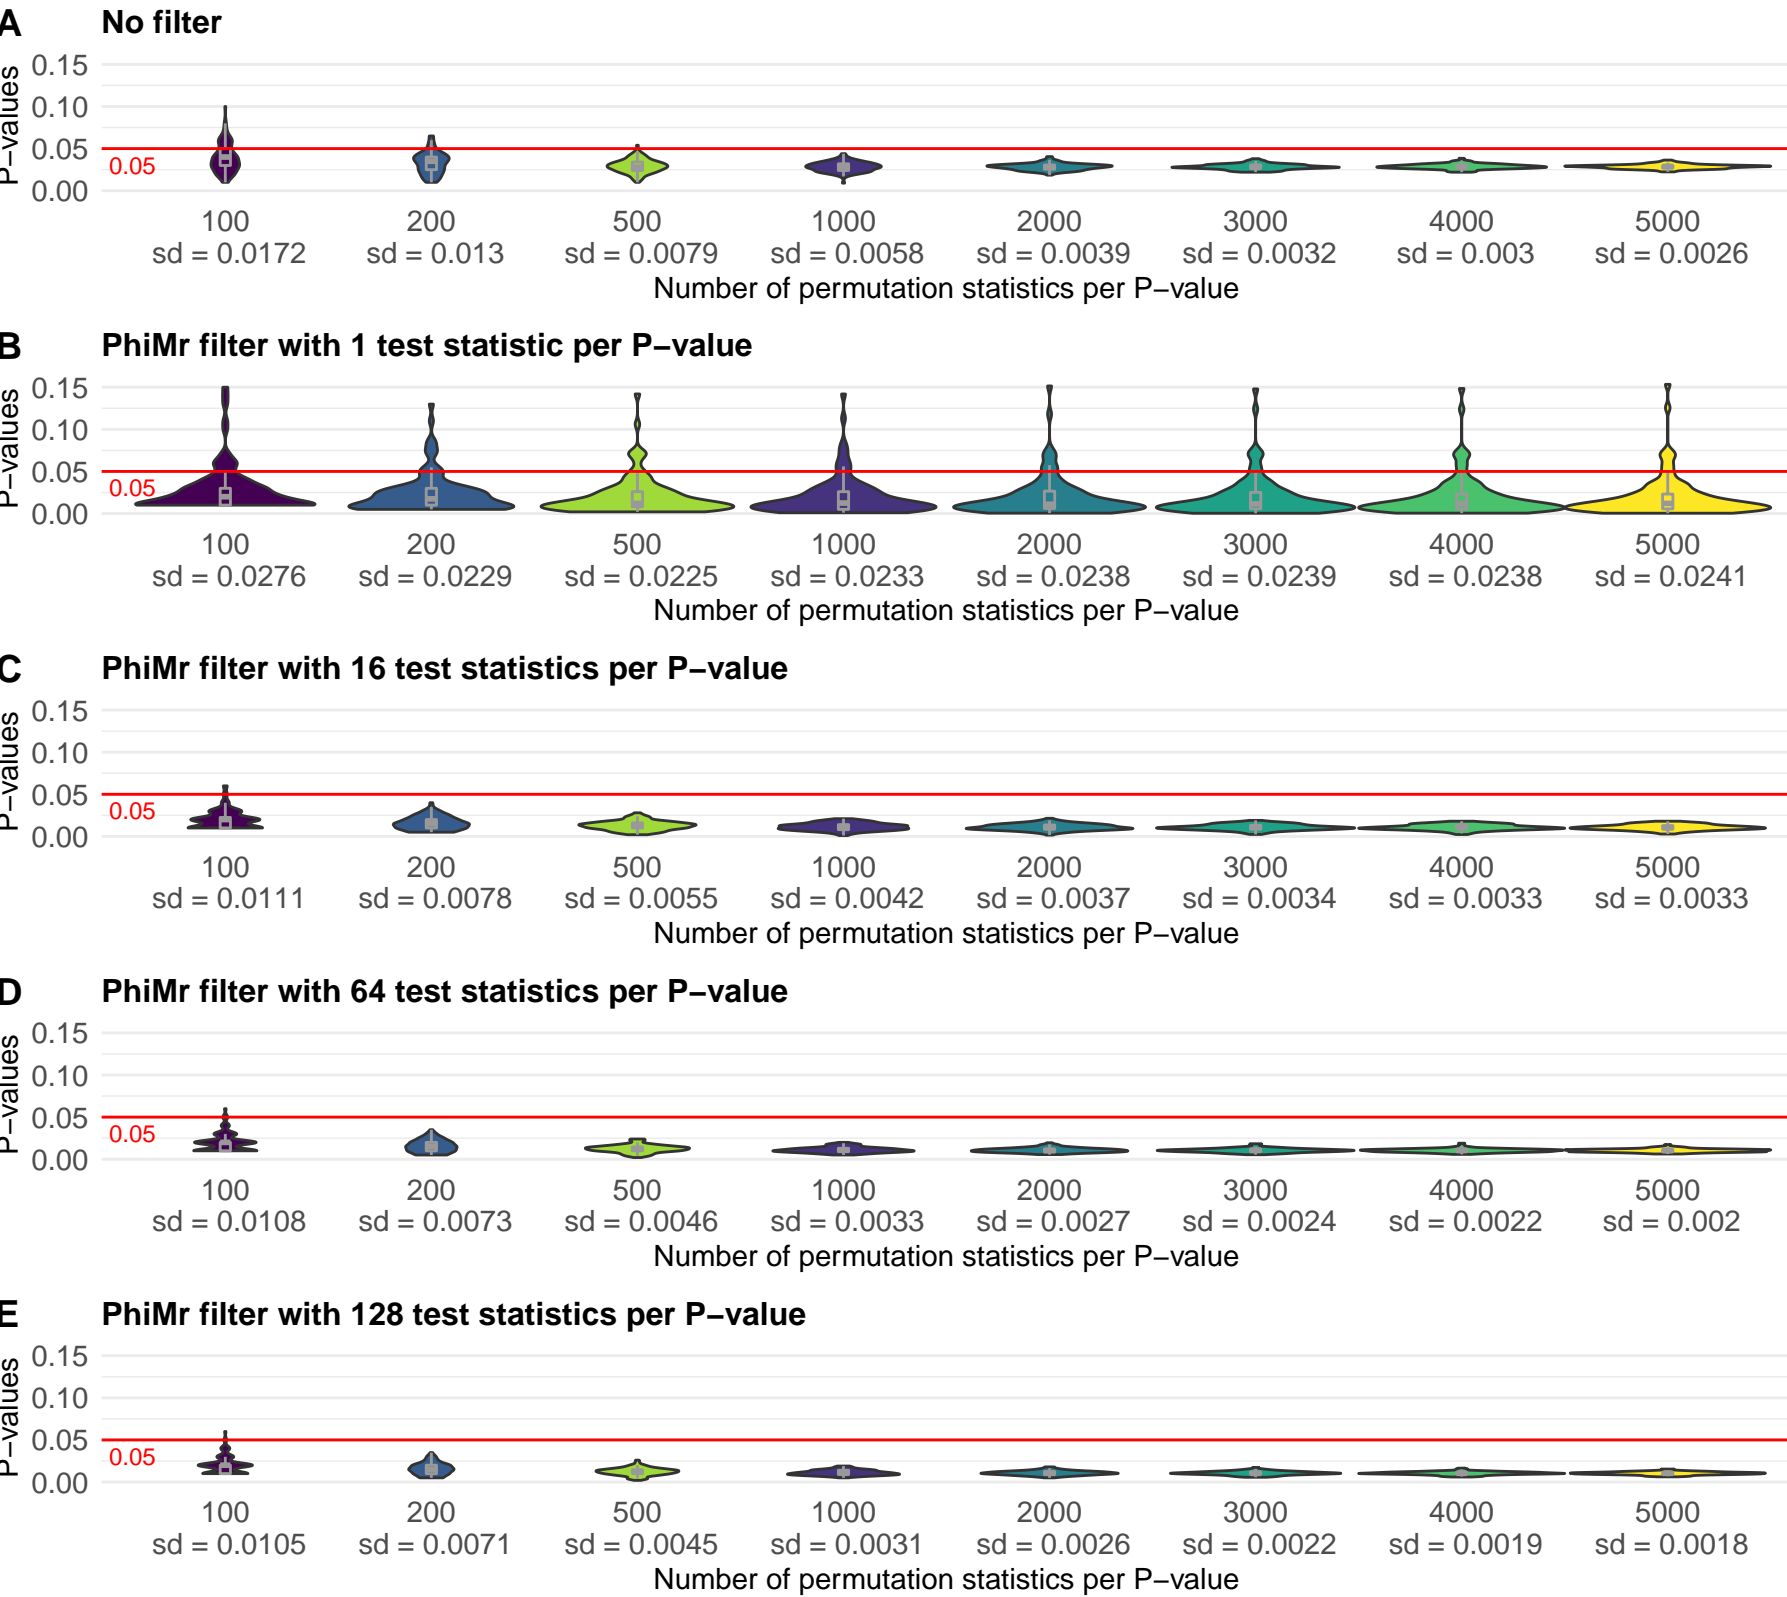 A No filter
P−values
0.15
0.10
0.05
0.00
0.05
100 200 500 1000 2000 3000 4000 5000
sd = 0.0172 sd = 0.013 sd = 0.0079 sd = 0.0058 sd = 0.0039 sd = 0.0032 sd = 0.003 sd = 0.0026
Number of permutation statistics per P−value
B PhiMr filter with 1 test statistic per P−value
P−values
0.15
0.10
0.05
0.00
0.05
100 200 500 1000 2000 3000 4000 5000
sd = 0.0276 sd = 0.0229 sd = 0.0225 sd = 0.0233 sd = 0.0238 sd = 0.0239 sd = 0.0238 sd = 0.0241
Number of permutation statistics per P−value
C PhiMr filter with 16 test statistics per P−value
P−values
0.15
0.10
0.05
0.00
0.05
100 200 500 1000 2000 3000 4000 5000
sd = 0.0111 sd = 0.0078 sd = 0.0055 sd = 0.0042 sd = 0.0037 sd = 0.0034 sd = 0.0033 sd = 0.0033
Number of permutation statistics per P−value
D PhiMr filter with 64 test statistics per P−value
P−values
0.15
0.10
0.05
0.00
0.05
100 200 500 1000 2000 3000 4000 5000
sd = 0.0108 sd = 0.0073 sd = 0.0046 sd = 0.0033 sd = 0.0027 sd = 0.0024 sd = 0.0022 sd = 0.002
Number of permutation statistics per P−value
E PhiMr filter with 128 test statistics per P−value
P−values
0.15
0.10
0.05
0.00
0.05
100 200 500 1000 2000 3000 4000 5000
sd = 0.0105 sd = 0.0071 sd = 0.0045 sd = 0.0031 sd = 0.0026 sd = 0.0022 sd = 0.0019 sd = 0.0018
Number of permutation statistics per P−value